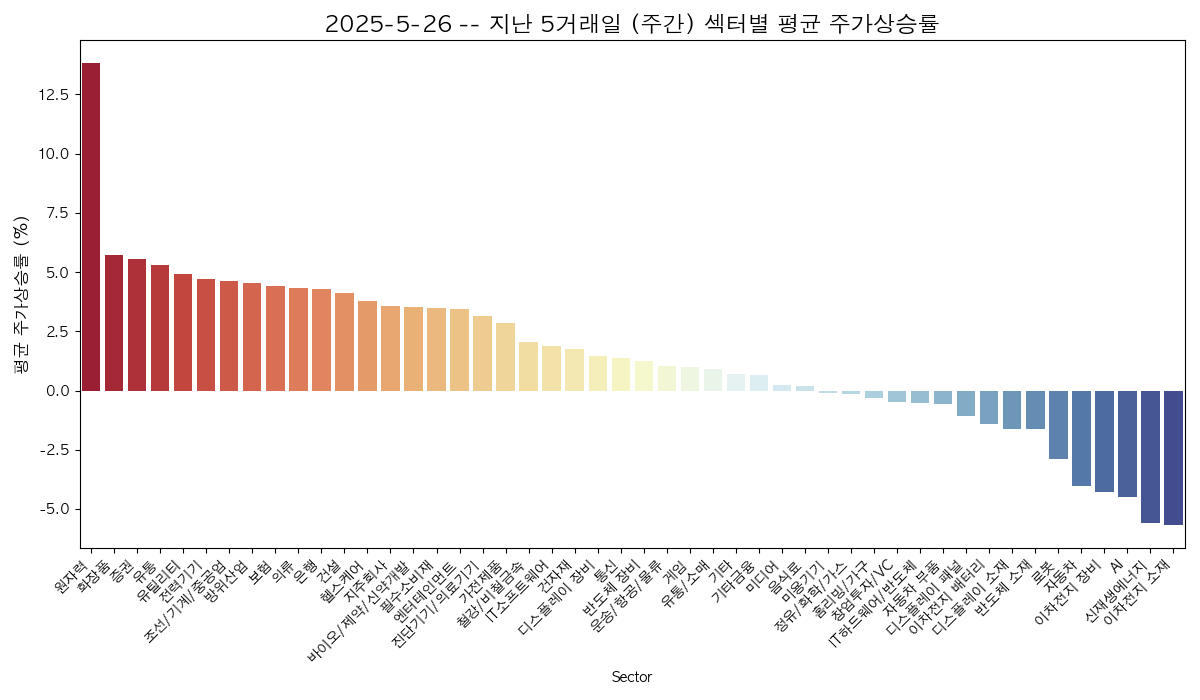 2025-5-26 -- 지난 5거래일 (주간) 섹터별 평균 주가상승률
평균 주가상승률 (%)
12.5
10.0
7.5
5.0
2.5
0.0
-2.5
-5.0
원자력
화장품
증권
유통
유틸리티
전력기기
조선/기계/중공업
방위산업
보험
의류
은행
건설
헬스케어
지주회사
바이오/제약/신약개발
필수소비재
엔터테인먼트
진단기기/의료기기
가전제품
철강/비철금속
IT소프트웨어
건자재
디스플레이 장비
통신
반도체 장비
운송/항공/물류
게임
유통/소매
기타
기타금융
미디어
음식료
미용기기
정유/화학/가스
홈리빙/가구
창업투자/VC
IT하드웨어/반도체
자동차 부품
디스플레이 패널
이차전지 배터리
디스플레이 소재
반도체 소재
로봇
자동차
이차전지 장비
AI
신재생에너지
이차전지 소재
Sector